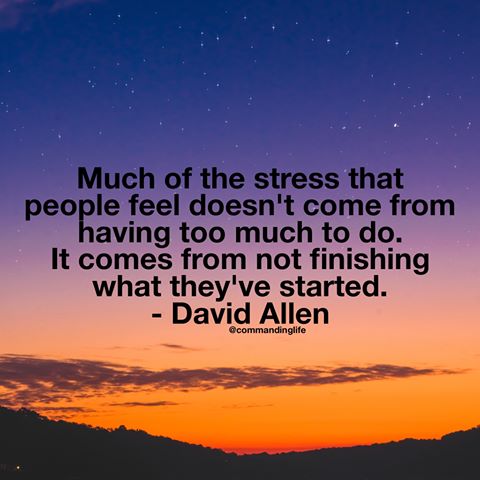 Much of the stress that
people feel doesn't come from
having too much to do.
It comes from not finishing
what they've started.
- David Allen
@commandinglife